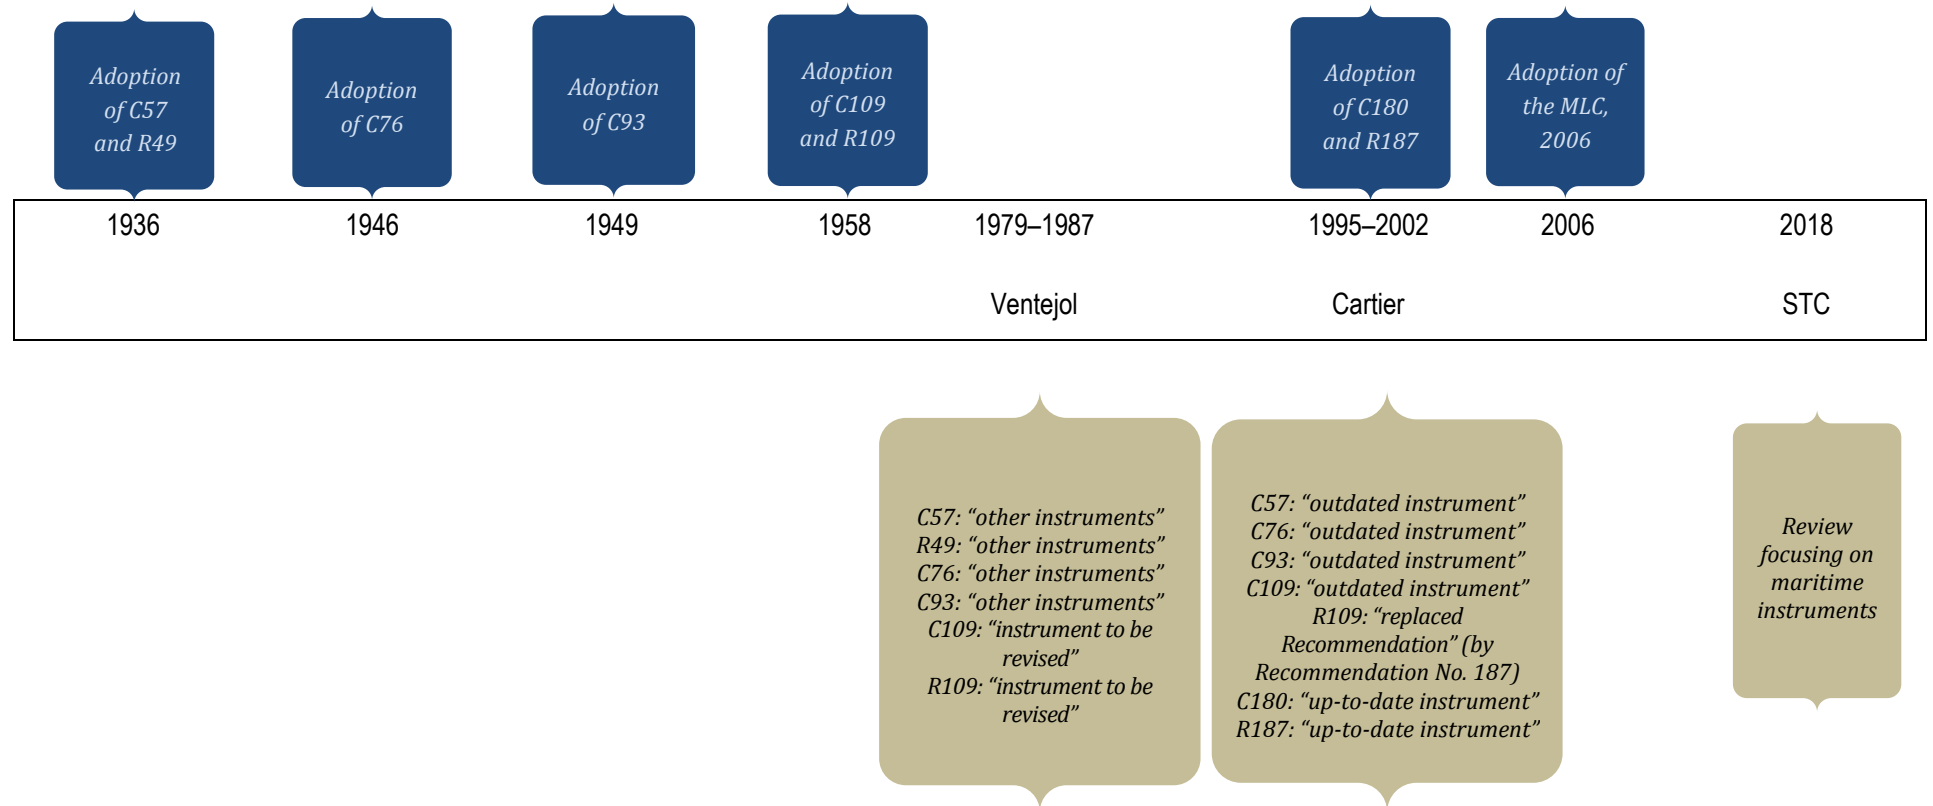 Adoption
of C57
and R49
Adoption
of C76
Adoption
of C93
Adoption
of C109
and R109
Adoption
of C180
and R187
Adoption of
the MLC,
2006
1936
1946
1949
1958
1979–1987
1995–2002
2006
2018
Ventejol
Cartier
STC
C57: “other instruments”
R49: “other instruments”
C76: “other instruments”
C93: “other instruments”
C109: “instrument to be
revised”
R109: “instrument to be
revised”
C57: “outdated instrument”
C76: “outdated instrument”
C93: “outdated instrument”
C109: “outdated instrument”
R109: “replaced
Recommendation” (by
Recommendation No. 187)
C180: “up-to-date instrument”
R187: “up-to-date instrument”
Review
focusing on
maritime
instruments